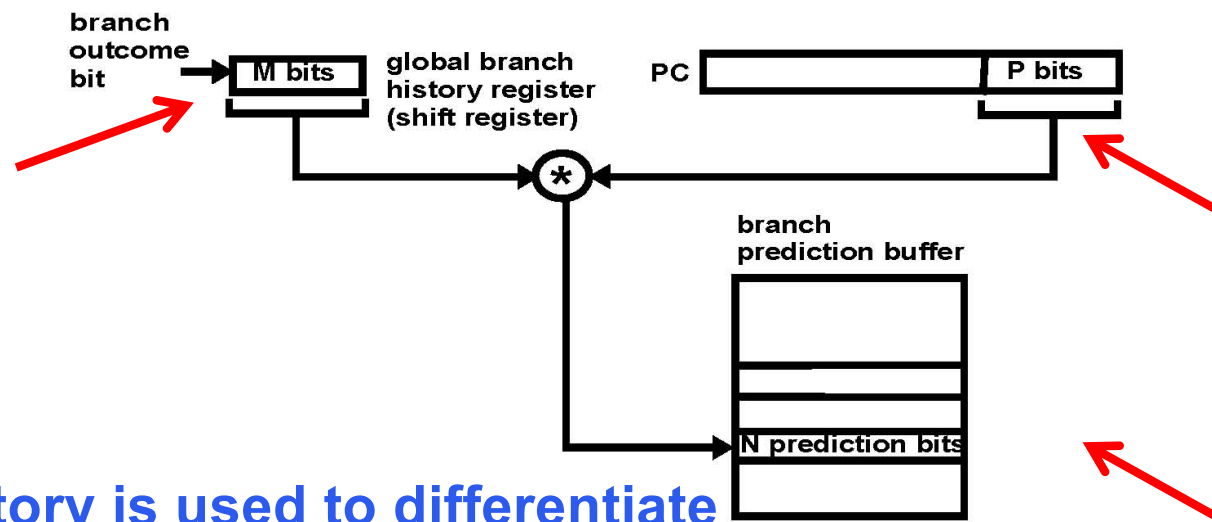 branch
outcome
bit
M bits
global branch
history register
(shift register)
PC
P bits
*
branch
prediction buffer
N prediction bits
tory is used to differentiate